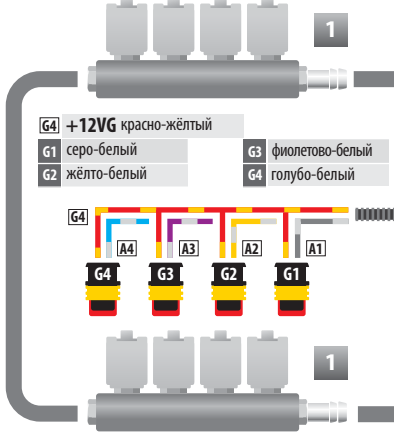 1
G4 +12VG красно-жёлтый
G1 серо-белый G3 фиолетово-белый
G2 жёлто-белый G4 голубо-белый
G4
A4 A3 A2 A1
G4 G3 G2 G1
1